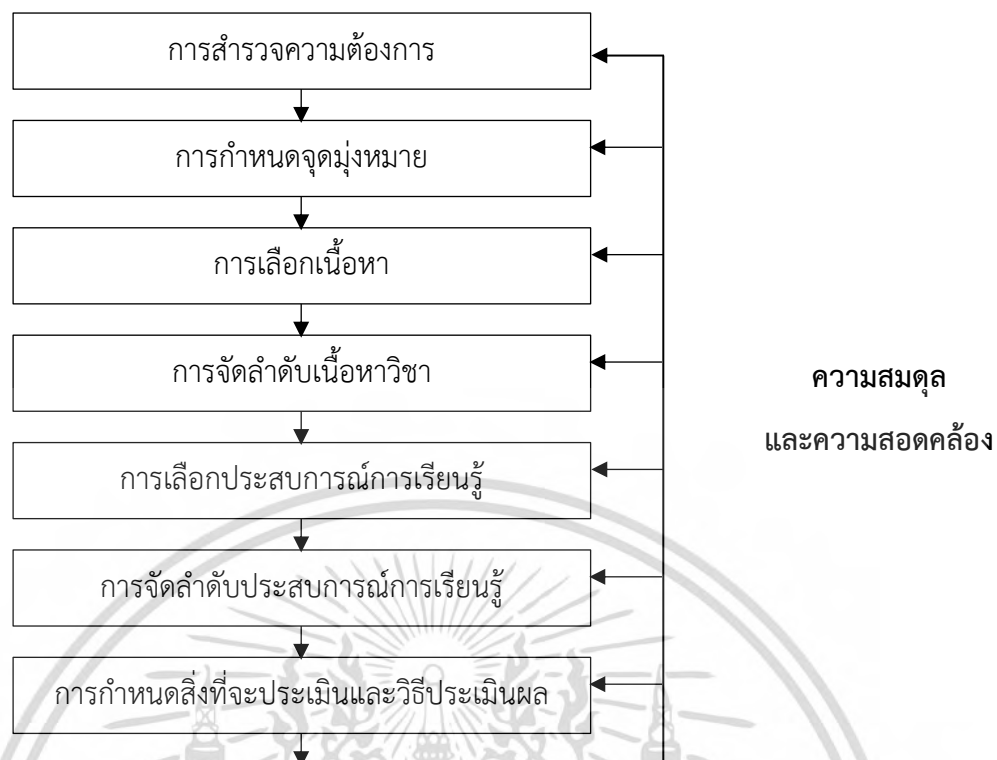 การสำรวจความต้องการ
การกำหนดจุดมุ่งหมาย
การเลือกเนื้อหา
การจัดลำดับเนื้อหาวิชา
การเลือกประสบการณ์การเรียนรู้
การจัดลำดับประสบการณ์การเรียนรู้
การกำหนดสิ่งที่จะประเมินและวิธีประเมินผล
ความสมดุล
และความสอดคล้อง